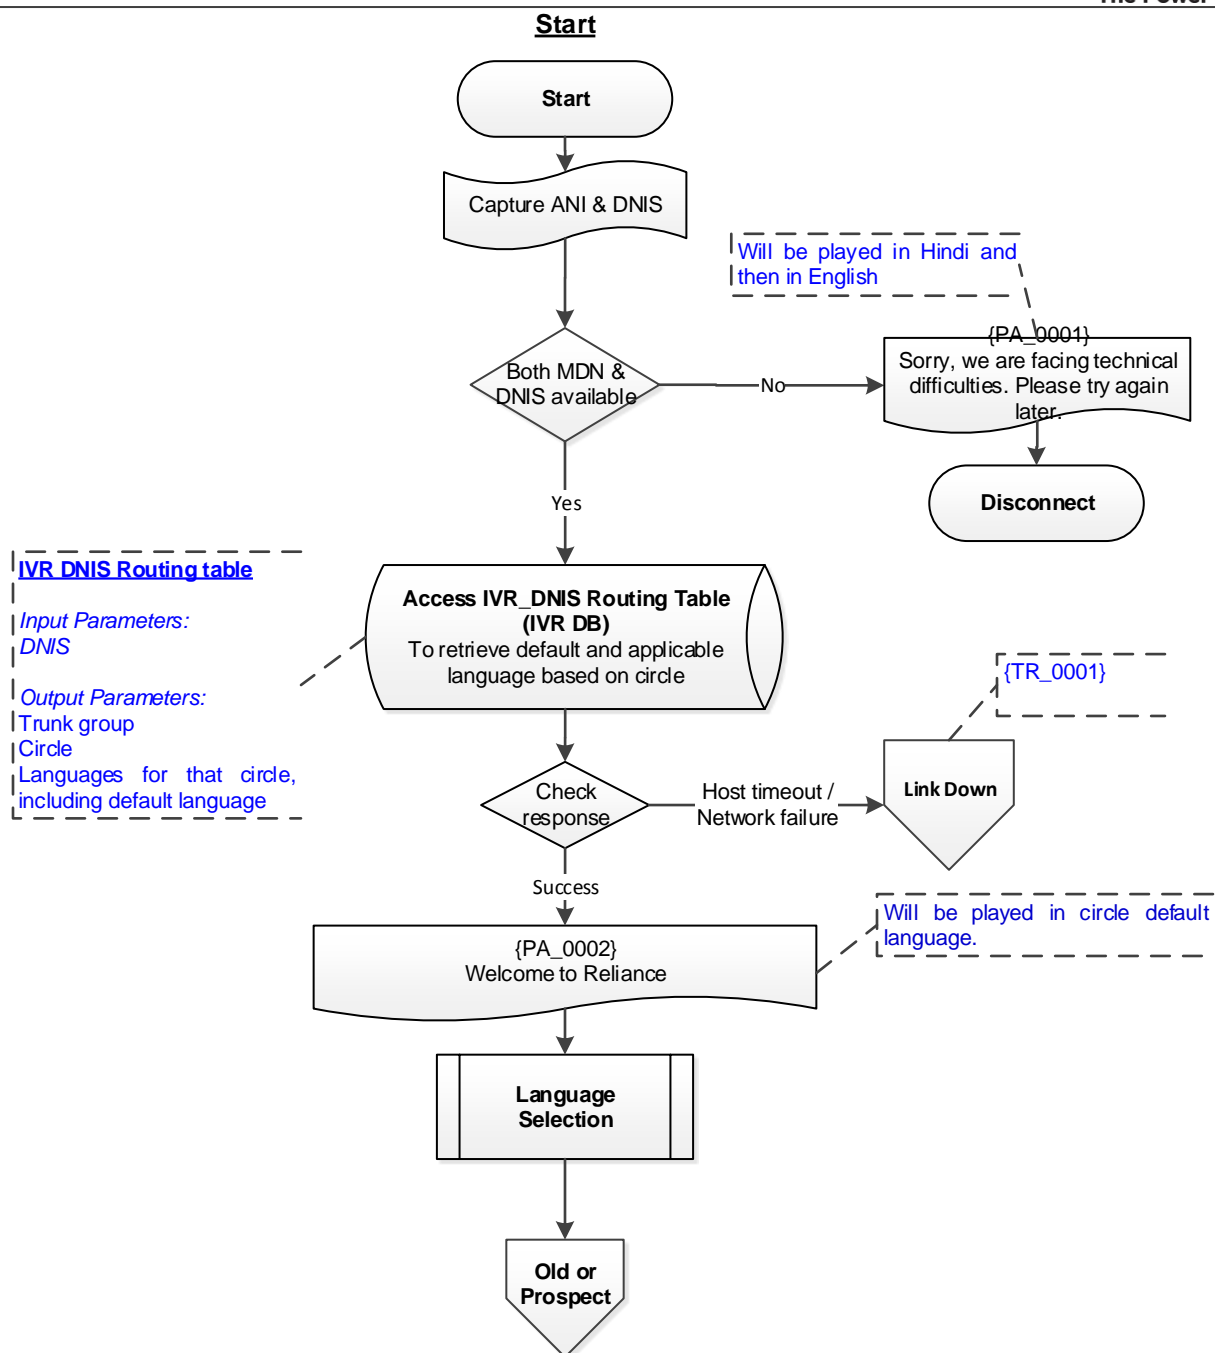 Start
Start
Capture ANI & DNIS
Will be played in Hindi and
then in English
{PA_0001}
Sorry, we are facing technical
difficulties. Please try again
later.
Both MDN &
DNIS available
No
Disconnect
Yes
IVR DNIS Routing table
Input Parameters:
DNIS
Output Parameters:
Trunk group
Circle
Languages for that circle,
including default language
Access IVR_DNIS Routing Table
(IVR DB)
To retrieve default and applicable
language based on circle
{TR_0001}
Check
response
Host timeout /
Network failure
Link Down
Success
Will be played in circle default
language.
{PA_0002}
Welcome to Reliance
Language
Selection
Old or
Prospect